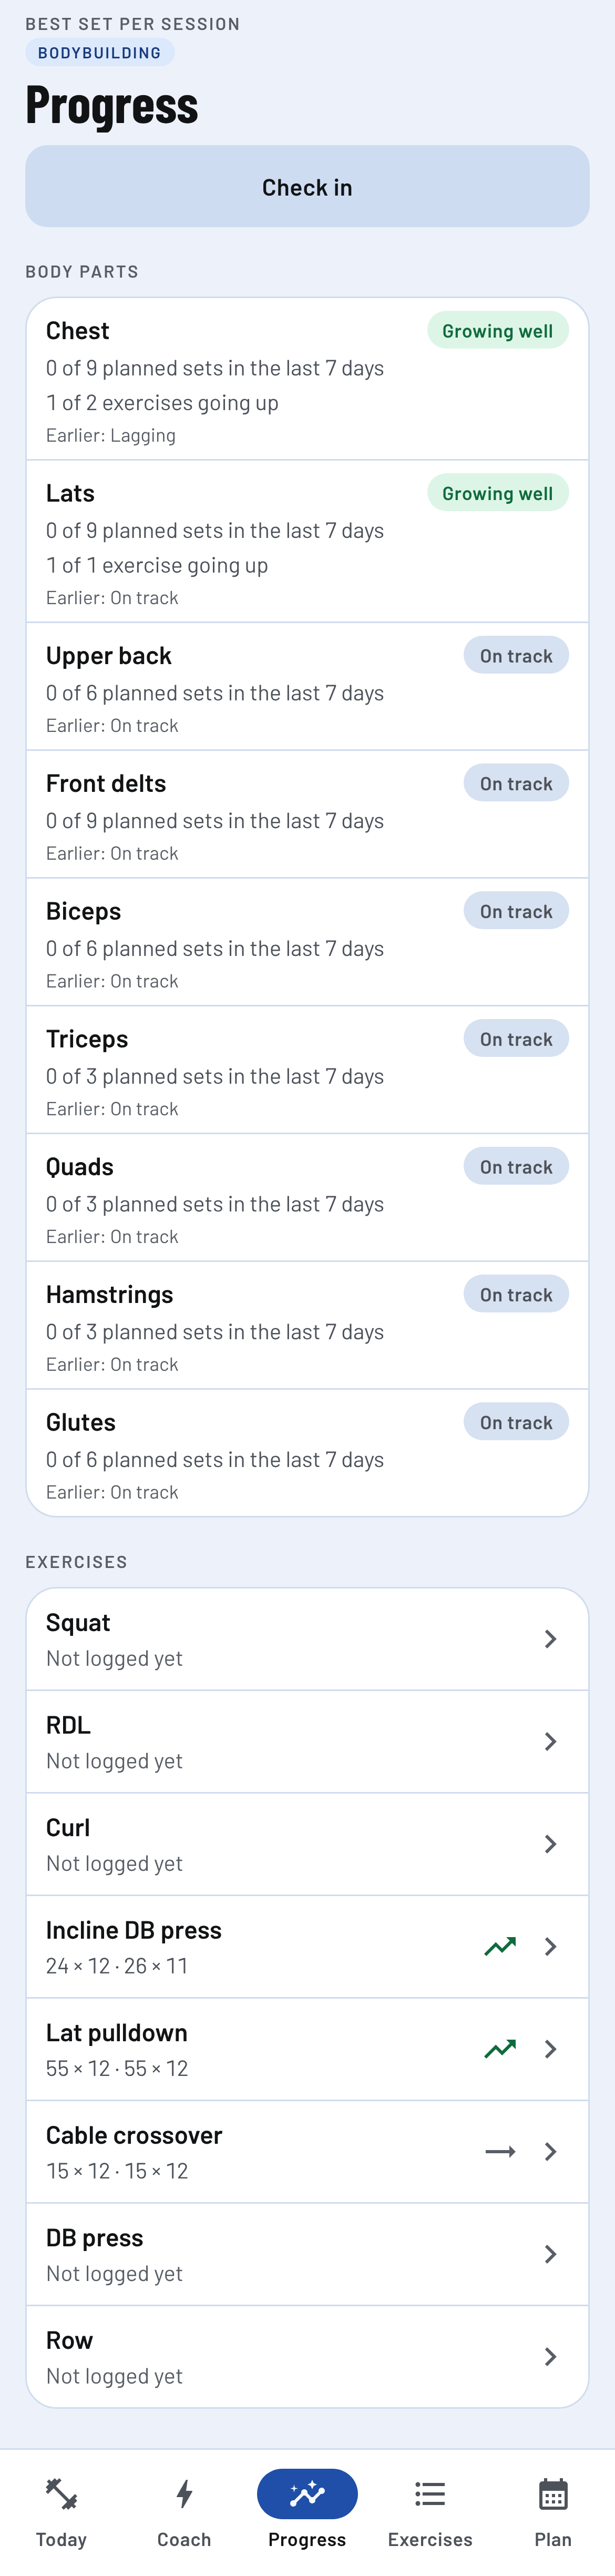 BEST SET PER SESSION
BODYBUILDING
Progress
Check in
BODY PARTS
Chest
Growing well
0 of 9 planned sets in the last 7 days
1 of 2 exercises going up
Earlier: Lagging
Lats
Growing well
0 of 9 planned sets in the last 7 days
1 of 1 exercise going up
Earlier: On track
Upper back
On track
0 of 6 planned sets in the last 7 days
Earlier: On track
Front delts
On track
0 of 9 planned sets in the last 7 days
Earlier: On track
Biceps
On track
0 of 6 planned sets in the last 7 days
Earlier: On track
Triceps
On track
0 of 3 planned sets in the last 7 days
Earlier: On track
Quads
On track
0 of 3 planned sets in the last 7 days
Earlier: On track
Hamstrings
On track
0 of 3 planned sets in the last 7 days
Earlier: On track
Glutes
On track
0 of 6 planned sets in the last 7 days
Earlier: On track
EXERCISES
Squat
Not logged yet
RDL
Not logged yet
Curl
Not logged yet
Incline DB press
24 × 12 · 26 × 11
Lat pulldown
55 × 12 · 55 × 12
Cable crossover
15 × 12 · 15 × 12
DB press
Not logged yet
Row
Not logged yet
Today
Coach
Progress
Exercises
Plan